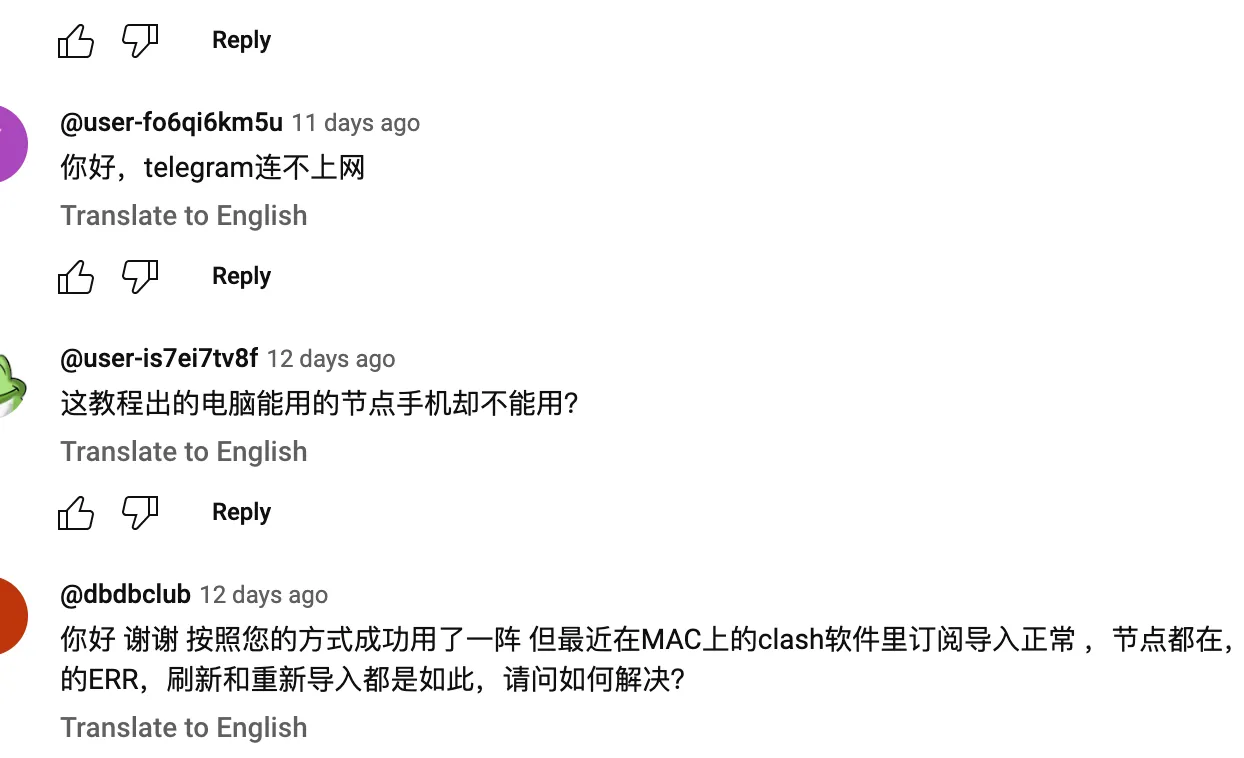 Reply
@user-fo6qi6km5u 11 days ago
你好，telegram连不上网
Translate to English
Reply
@user-is7ei7tv8f 12 days ago
这教程出的电脑能用的节点手机却不能用?
Translate to English
Reply
@dbdbclub 12 days ago
你好 谢谢 按照您的方式成功用了一阵 但最近在MAC上的clash软件里订阅导入正常 ，节点都在，
的ERR，刷新和重新导入都是如此，请问如何解决?
Translate to English